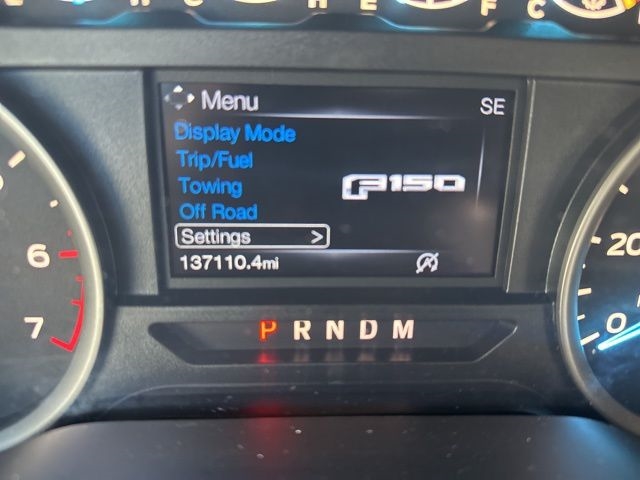 H C H E F C
Menu SE
Display Mode
Trip/Fuel
Towing
F150
Off Road
Settings >
137110.4mi
6
7
20
0
P R N D M